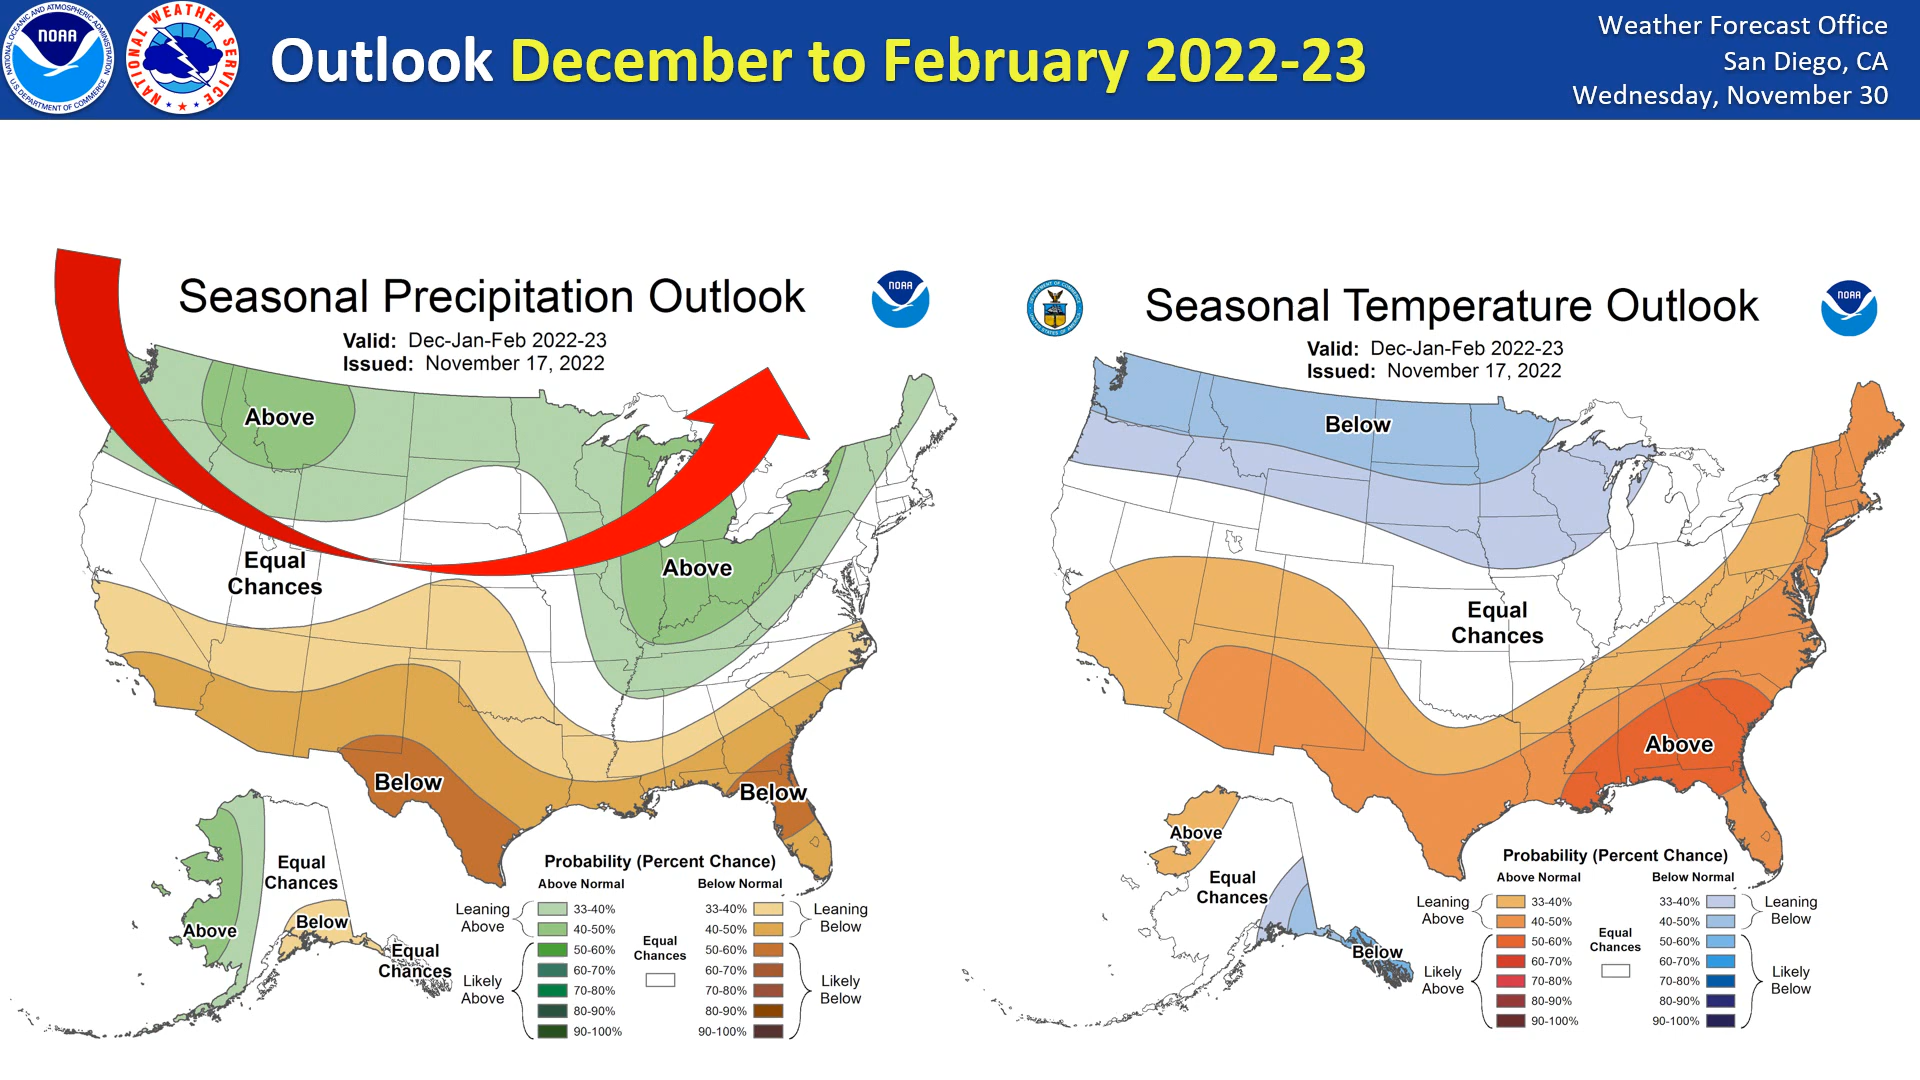 NATIONAL OCEANIC AND ATMOSPHERIC ADMINISTRATION
NOAA
U.S. DEPARTMENT OF COMMERCE
NATIONAL WEATHER SERVICE
Outlook December to February 2022-23
Weather Forecast Office
San Diego, CA
Wednesday, November 30
Seasonal Precipitation Outlook
NOAA
Valid: Dec-Jan-Feb 2022-23
Issued: November 17, 2022
Above
Equal
Chances
Above
Below
Below
Equal
Chances
Above
Below
Equal
Chances
Probability (Percent Chance)
Above Normal
Below Normal
Leaning
Above
33-40%
40-50%
50-60%
60-70%
70-80%
80-90%
90-100%
Likely
Above
Equal
Chances
33-40%
40-50%
50-60%
60-70%
70-80%
80-90%
90-100%
Leaning
Below
Likely
Below
Seasonal Temperature Outlook
NOAA
Valid: Dec-Jan-Feb 2022-23
Issued: November 17, 2022
Below
Equal
Chances
Above
Above
Equal
Chances
Below
Probability (Percent Chance)
Above Normal
Below Normal
Leaning
Above
33-40%
40-50%
50-60%
60-70%
70-80%
80-90%
90-100%
Likely
Above
Equal
Chances
33-40%
40-50%
50-60%
60-70%
70-80%
80-90%
90-100%
Leaning
Below
Likely
Below